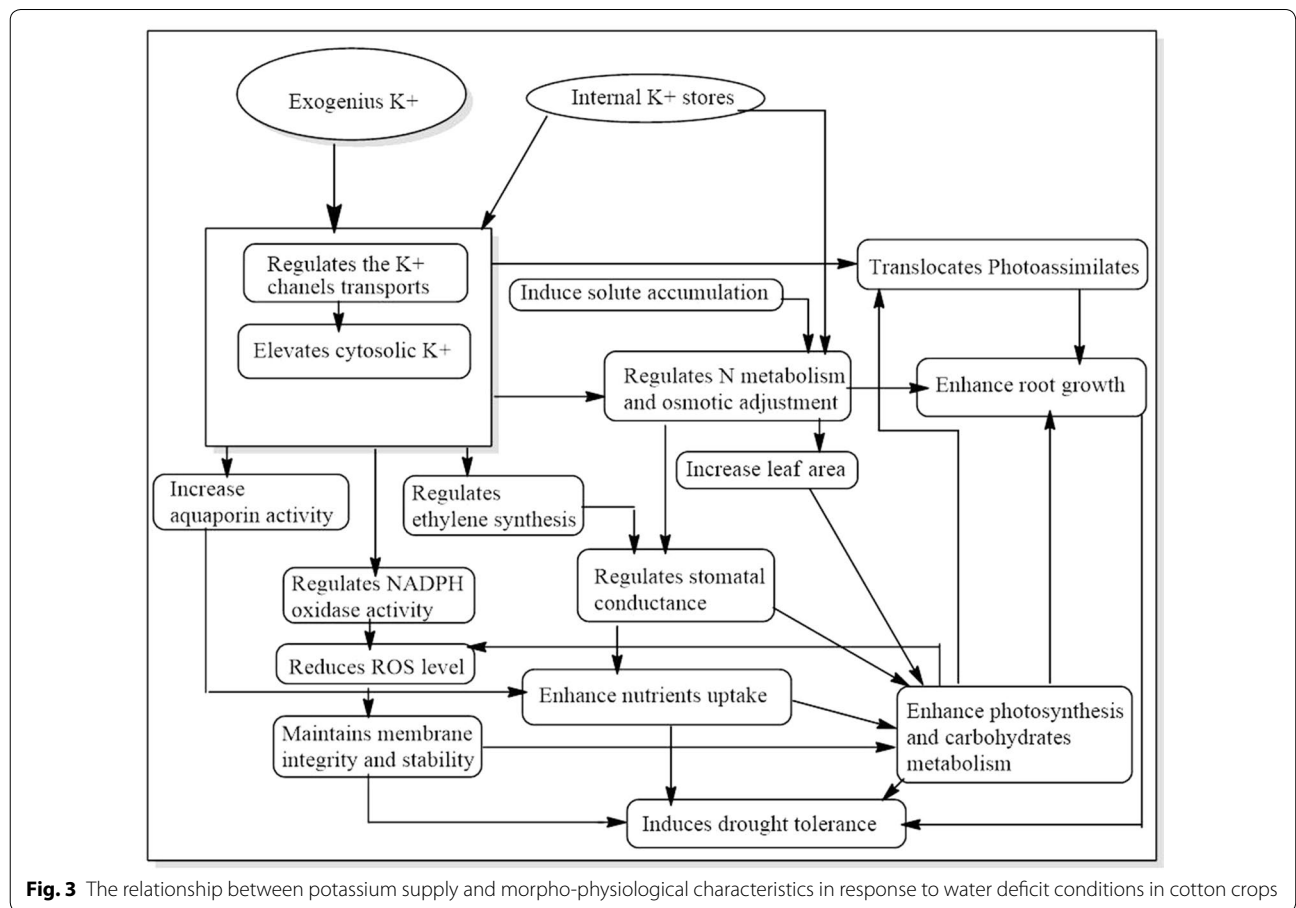 Exogenius K+
Internal K+ stores
Regulates the K+
chanels transports
Translocates Photoassimilates
Induce solute accumulation
Elevates cytosolic K+
Regulates N metabolism
and osmotic adjustment
Enhance root growth
Increase leaf area
Increase
aquaporin activity
Regulates
ethylene synthesis
Regulates stomatal
conductance
Regulates NADPH
oxidase activity
Reduces ROS level
Enhance nutrients uptake
Enhance photosynthesis
and carbohydrates
metabolism
Maintains membrane
integrity and stability
Induces drought tolerance
Fig. 3 The relationship between potassium supply and morpho-physiological characteristics in response to water deficit conditions in cotton crops